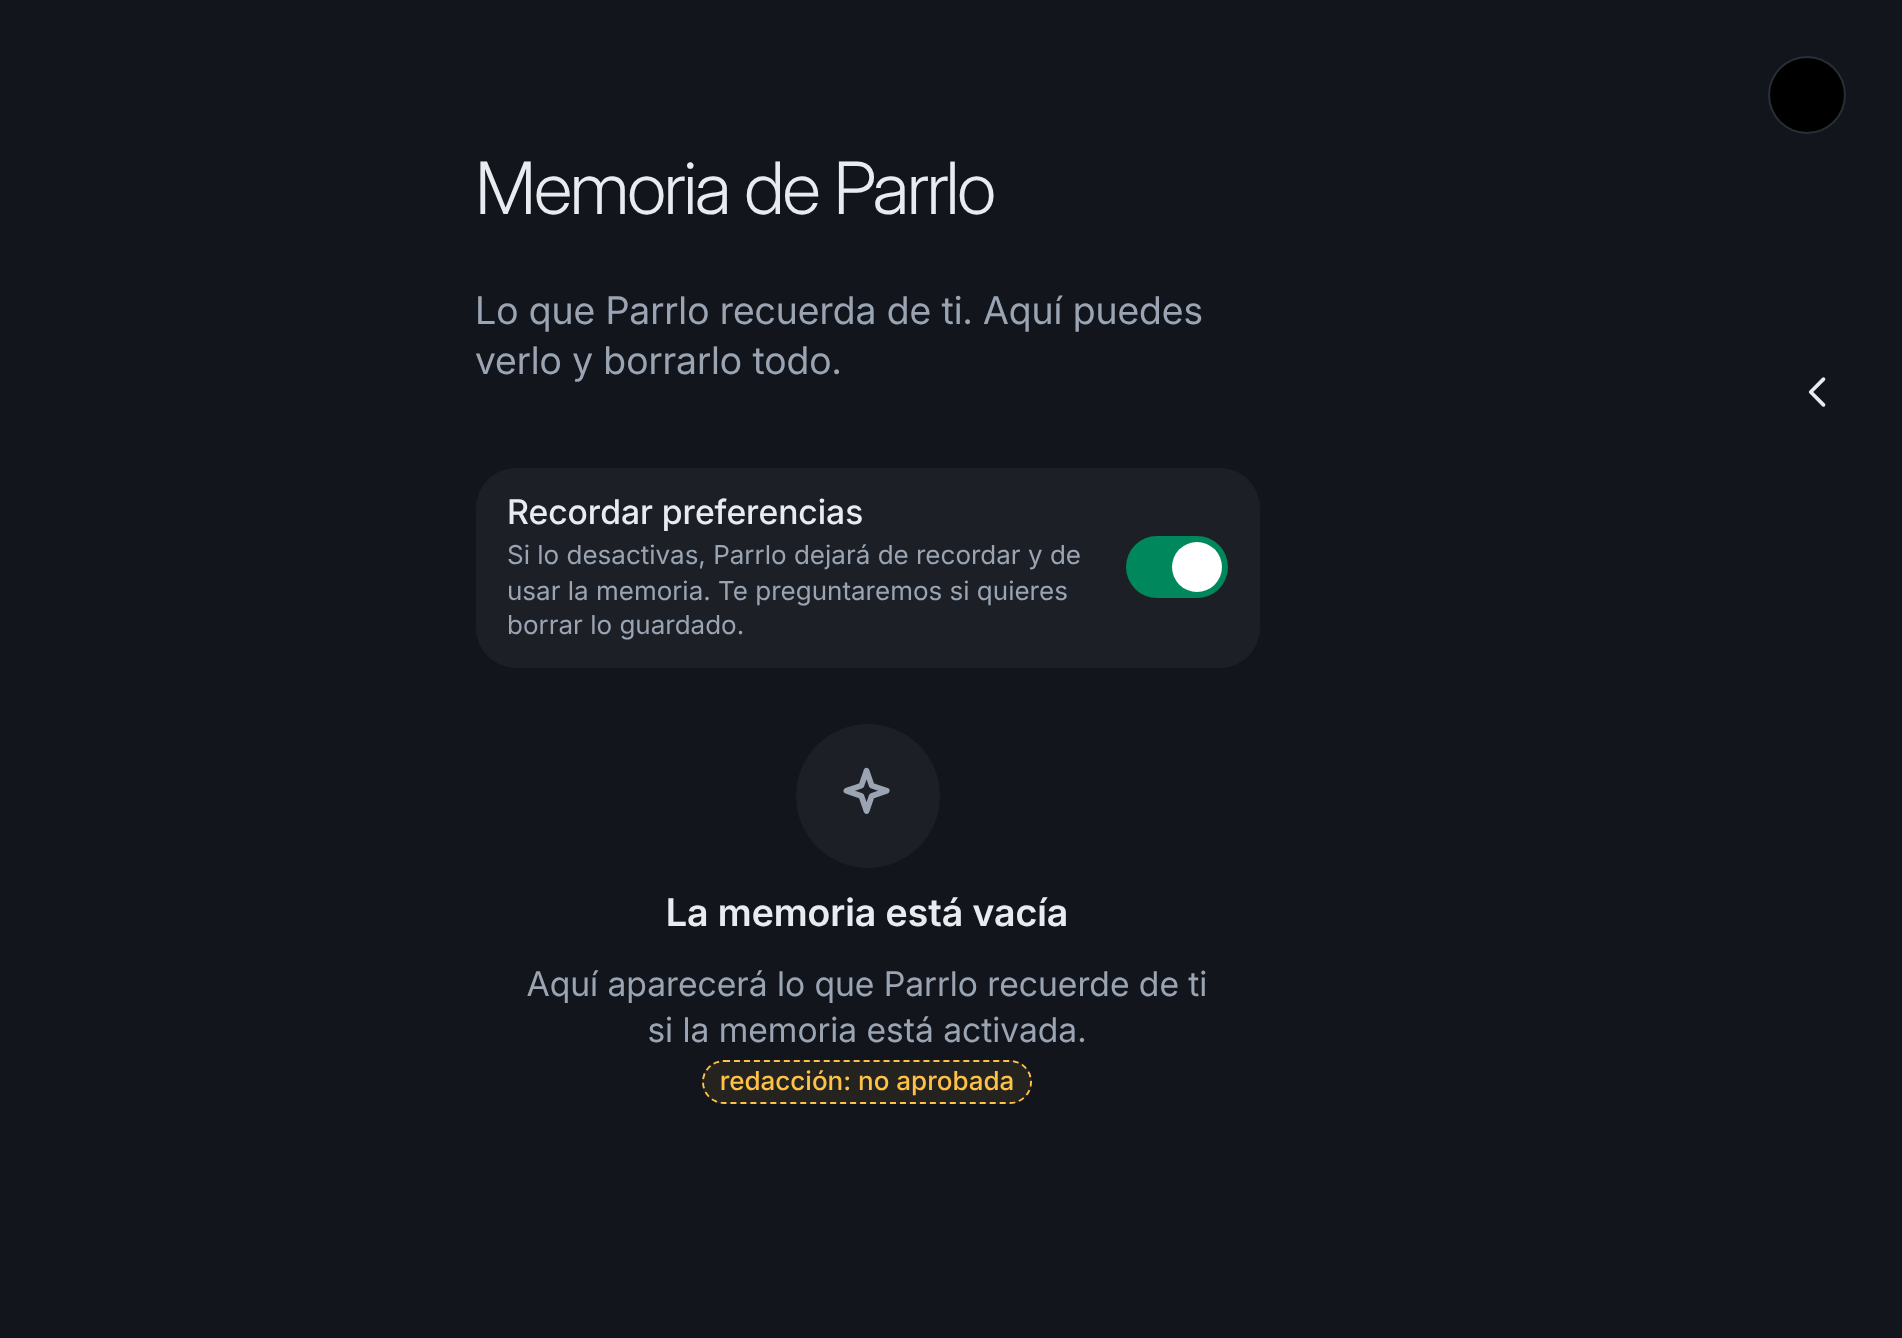 Memoria de Parrlo
Lo que Parrlo recuerda de ti. Aquí puedes
verlo y borrarlo todo.
Recordar preferencias
Si lo desactivas, Parrlo dejará de recordar y de
usar la memoria. Te preguntaremos si quieres
borrar lo guardado.
La memoria está vacía
Aquí aparecerá lo que Parrlo recuerde de ti
si la memoria está activada.
redacción: no aprobada